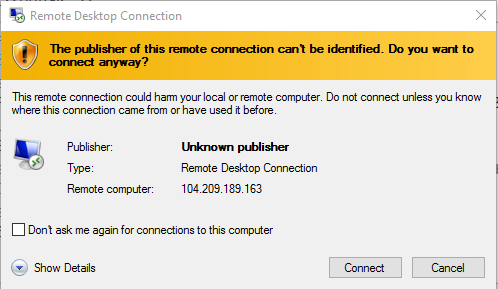 Remote Desktop Connection
The publisher of this remote connection can't be identified. Do you want to
connect anyway?
This remote connection could harm your local or remote computer. Do not connect unless you know
where this connection came from or have used it before.
Publisher: Unknown publisher
Type: Remote Desktop Connection
Remote computer: 104.209.189.163
Don't ask me again for connections to this computer
Show Details Connect Cancel